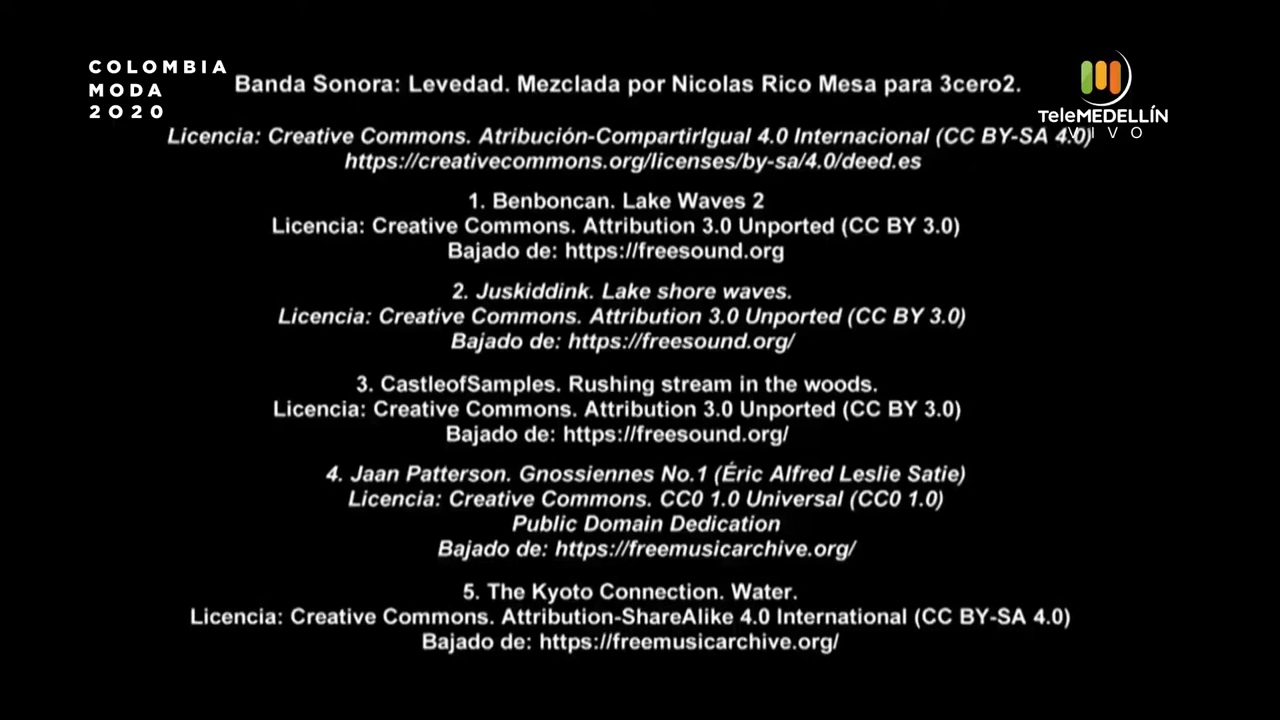 COLOMBIA
MODA
2020
TeleMEDELLÍN
VIVO
Banda Sonora: Levedad. Mezclada por Nicolas Rico Mesa para 3cero2.
Licencia: Creative Commons. Atribución-CompartirIgual 4.0 Internacional (CC BY-SA 4.0)
https://creativecommons.org/licenses/by-sa/4.0/deed.es
1. Benboncan. Lake Waves 2
Licencia: Creative Commons. Attribution 3.0 Unported (CC BY 3.0)
Bajado de: https://freesound.org
2. Juskiddink. Lake shore waves.
Licencia: Creative Commons. Attribution 3.0 Unported (CC BY 3.0)
Bajado de: https://freesound.org/
3. CastleofSamples. Rushing stream in the woods.
Licencia: Creative Commons. Attribution 3.0 Unported (CC BY 3.0)
Bajado de: https://freesound.org/
4. Jaan Patterson. Gnossiennes No.1 (Éric Alfred Leslie Satie)
Licencia: Creative Commons. CC0 1.0 Universal (CC0 1.0)
Public Domain Dedication
Bajado de: https://freemusicarchive.org/
5. The Kyoto Connection. Water.
Licencia: Creative Commons. Attribution-ShareAlike 4.0 International (CC BY-SA 4.0)
Bajado de: https://freemusicarchive.org/